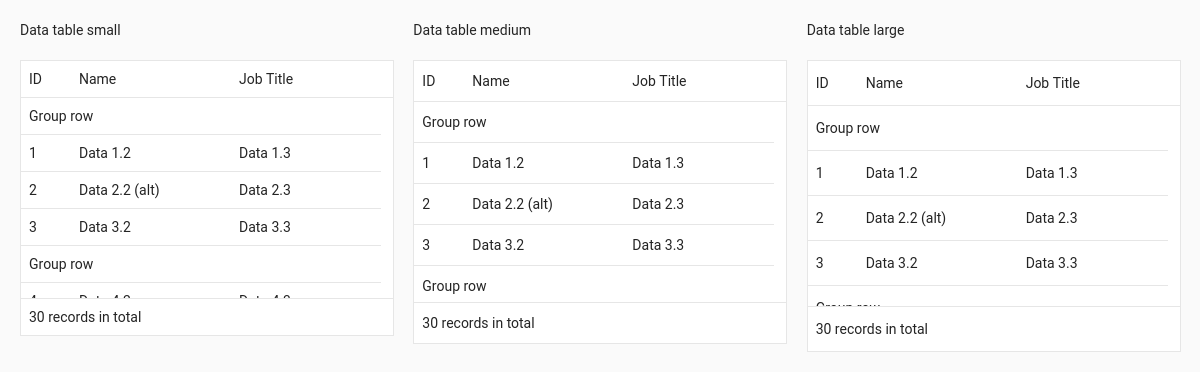 Data table small
ID Name Job Title
Group row
1 Data 1.2 Data 1.3
2 Data 2.2 (alt) Data 2.3
3 Data 3.2 Data 3.3
Group row
30 records in total
Data table medium
ID Name Job Title
Group row
1 Data 1.2 Data 1.3
2 Data 2.2 (alt) Data 2.3
3 Data 3.2 Data 3.3
Group row
30 records in total
Data table large
ID Name Job Title
Group row
1 Data 1.2 Data 1.3
2 Data 2.2 (alt) Data 2.3
3 Data 3.2 Data 3.3
30 records in total